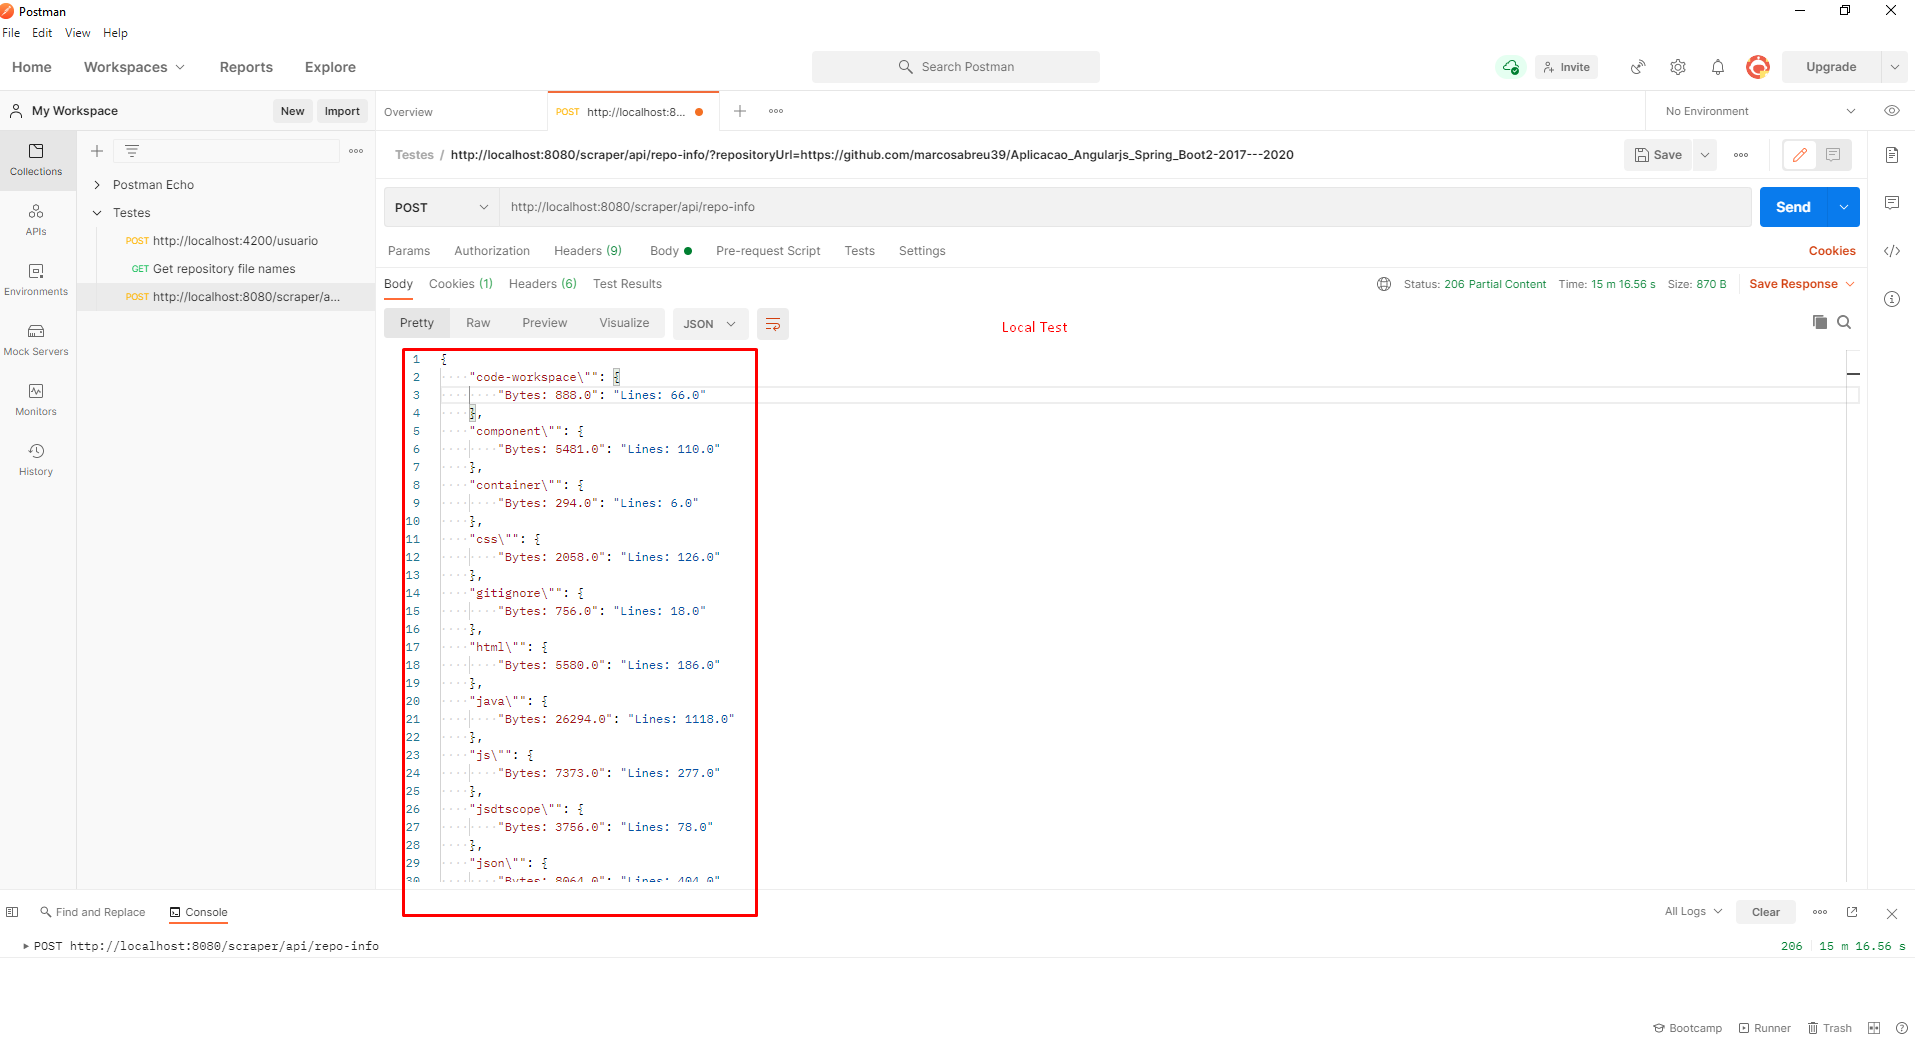 Postman
File Edit View Help
Home Workspaces Reports Explore
Search Postman
Invite
Upgrade
My Workspace
New Import
Overview
POST http://localhost:8...
No Environment
Collections
APIs
Environments
Mock Servers
Monitors
History
Postman Echo
Testes
POST http://localhost:4200/usuario
GET Get repository file names
POST http://localhost:8080/scraper/a...
Testes / http://localhost:8080/scraper/api/repo-info/?repositoryUrl=https://github.com/marcosabreu39/Aplicacao_Angularjs_Spring_Boot2-2017---2020
Save
POST http://localhost:8080/scraper/api/repo-info
Send
Params Authorization Headers (9) Body Pre-request Script Tests Settings
Cookies
Body Cookies (1) Headers (6) Test Results
Status: 206 Partial Content Time: 15 m 16.56 s Size: 870 B Save Response
Pretty Raw Preview Visualize JSON
Local Test
1 {
2 "code-workspace\"": {
3 "Bytes: 888.0": "Lines: 66.0"
4 },
5 "component\"": {
6 "Bytes: 5481.0": "Lines: 110.0"
7 },
8 "container\"": {
9 "Bytes: 294.0": "Lines: 6.0"
10 },
11 "css\"": {
12 "Bytes: 2058.0": "Lines: 126.0"
13 },
14 "gitignore\"": {
15 "Bytes: 756.0": "Lines: 18.0"
16 },
17 "html\"": {
18 "Bytes: 5580.0": "Lines: 186.0"
19 },
20 "java\"": {
21 "Bytes: 26294.0": "Lines: 1118.0"
22 },
23 "js\"": {
24 "Bytes: 7373.0": "Lines: 277.0"
25 },
26 "jsdtscope\"": {
27 "Bytes: 3756.0": "Lines: 78.0"
28 },
29 "json\"": {
30 "Bytes: 8064.0": "Lines: 404.0"
Find and Replace Console
All Logs Clear
POST http://localhost:8080/scraper/api/repo-info
206 15 m 16.56 s
Bootcamp Runner Trash